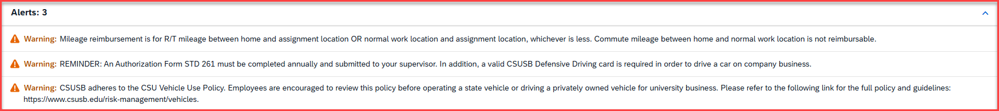 Alerts: 3
Warning: Mileage reimbursement is for R/T mileage between home and assignment location OR normal work location and assignment location, whichever is less. Commute mileage between home and normal work location is not reimbursable.
Warning: REMINDER: An Authorization Form STD 261 must be completed annually and submitted to your supervisor. In addition, a valid CSUSB Defensive Driving card is required in order to drive a car on company business.
Warning: CSUSB adheres to the CSU Vehicle Use Policy. Employees are encouraged to review this policy before operating a state vehicle or driving a privately owned vehicle for university business. Please refer to the following link for the full policy and guidelines:
https://www.csusb.edu/risk-management/vehicles.